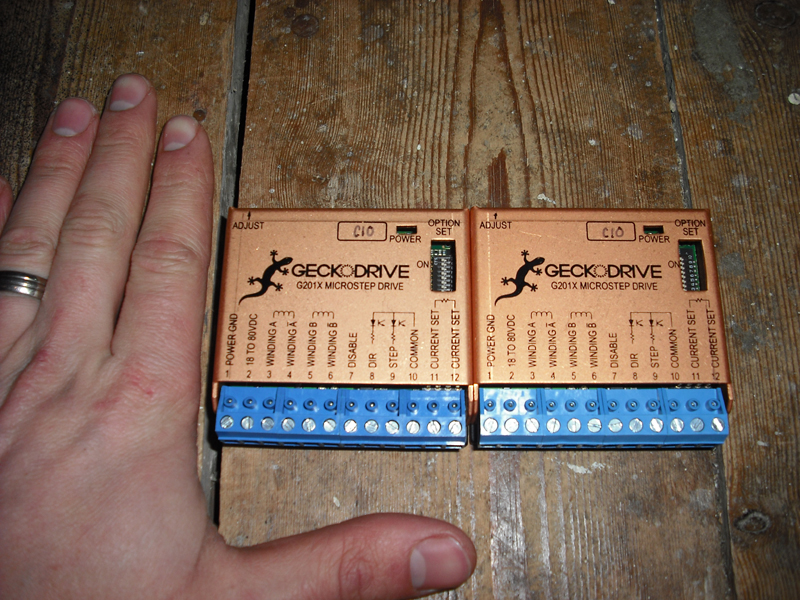 ADJUST
C10
POWER
OPTION SET
ON
GECKODRIVE
G201X MICROSTEP DRIVE
POWER GND
18 TO 80VDC
WINDING A
WINDING Ā
WINDING B
WINDING B̄
DISABLE
DIR
STEP
COMMON
CURRENT SET
CURRENT SET
1 2 3 4 5 6 7 8 9 10 11 12
ADJUST
C10
POWER
OPTION SET
ON
GECKODRIVE
G201X MICROSTEP DRIVE
POWER GND
18 TO 80VDC
WINDING A
WINDING Ā
WINDING B
WINDING B̄
DISABLE
DIR
STEP
COMMON
CURRENT SET
CURRENT SET
1 2 3 4 5 6 7 8 9 10 11 12